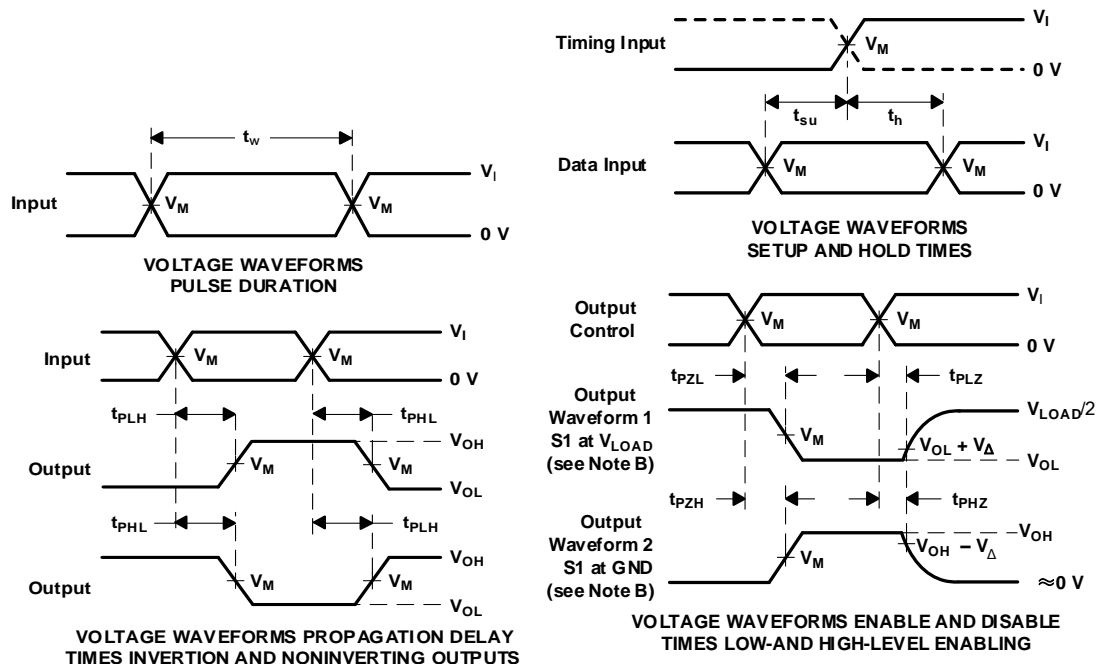 t_w
Input
V_M
V_M
V_I
0 V
VOLTAGE WAVEFORMS
PULSE DURATION
Timing Input
V_M
V_I
0 V
t_su
t_h
Data Input
V_M
V_M
V_I
0 V
VOLTAGE WAVEFORMS
SETUP AND HOLD TIMES
Input
V_M
V_M
V_I
0 V
t_PLH
t_PHL
Output
V_M
V_M
V_OH
V_OL
t_PHL
t_PLH
Output
V_M
V_M
V_OH
V_OL
VOLTAGE WAVEFORMS PROPAGATION DELAY
TIMES INVERTION AND NONINVERTING OUTPUTS
Output
Control
V_M
V_M
V_I
0 V
t_PZL
t_PLZ
Output
Waveform 1
S1 at V_LOAD
(see Note B)
V_M
V_LOAD/2
V_OL + V_Δ
V_OL
t_PZH
t_PHZ
Output
Waveform 2
S1 at GND
(see Note B)
V_M
V_OH
V_OH – V_Δ
≈0 V
VOLTAGE WAVEFORMS ENABLE AND DISABLE
TIMES LOW-AND HIGH-LEVEL ENABLING